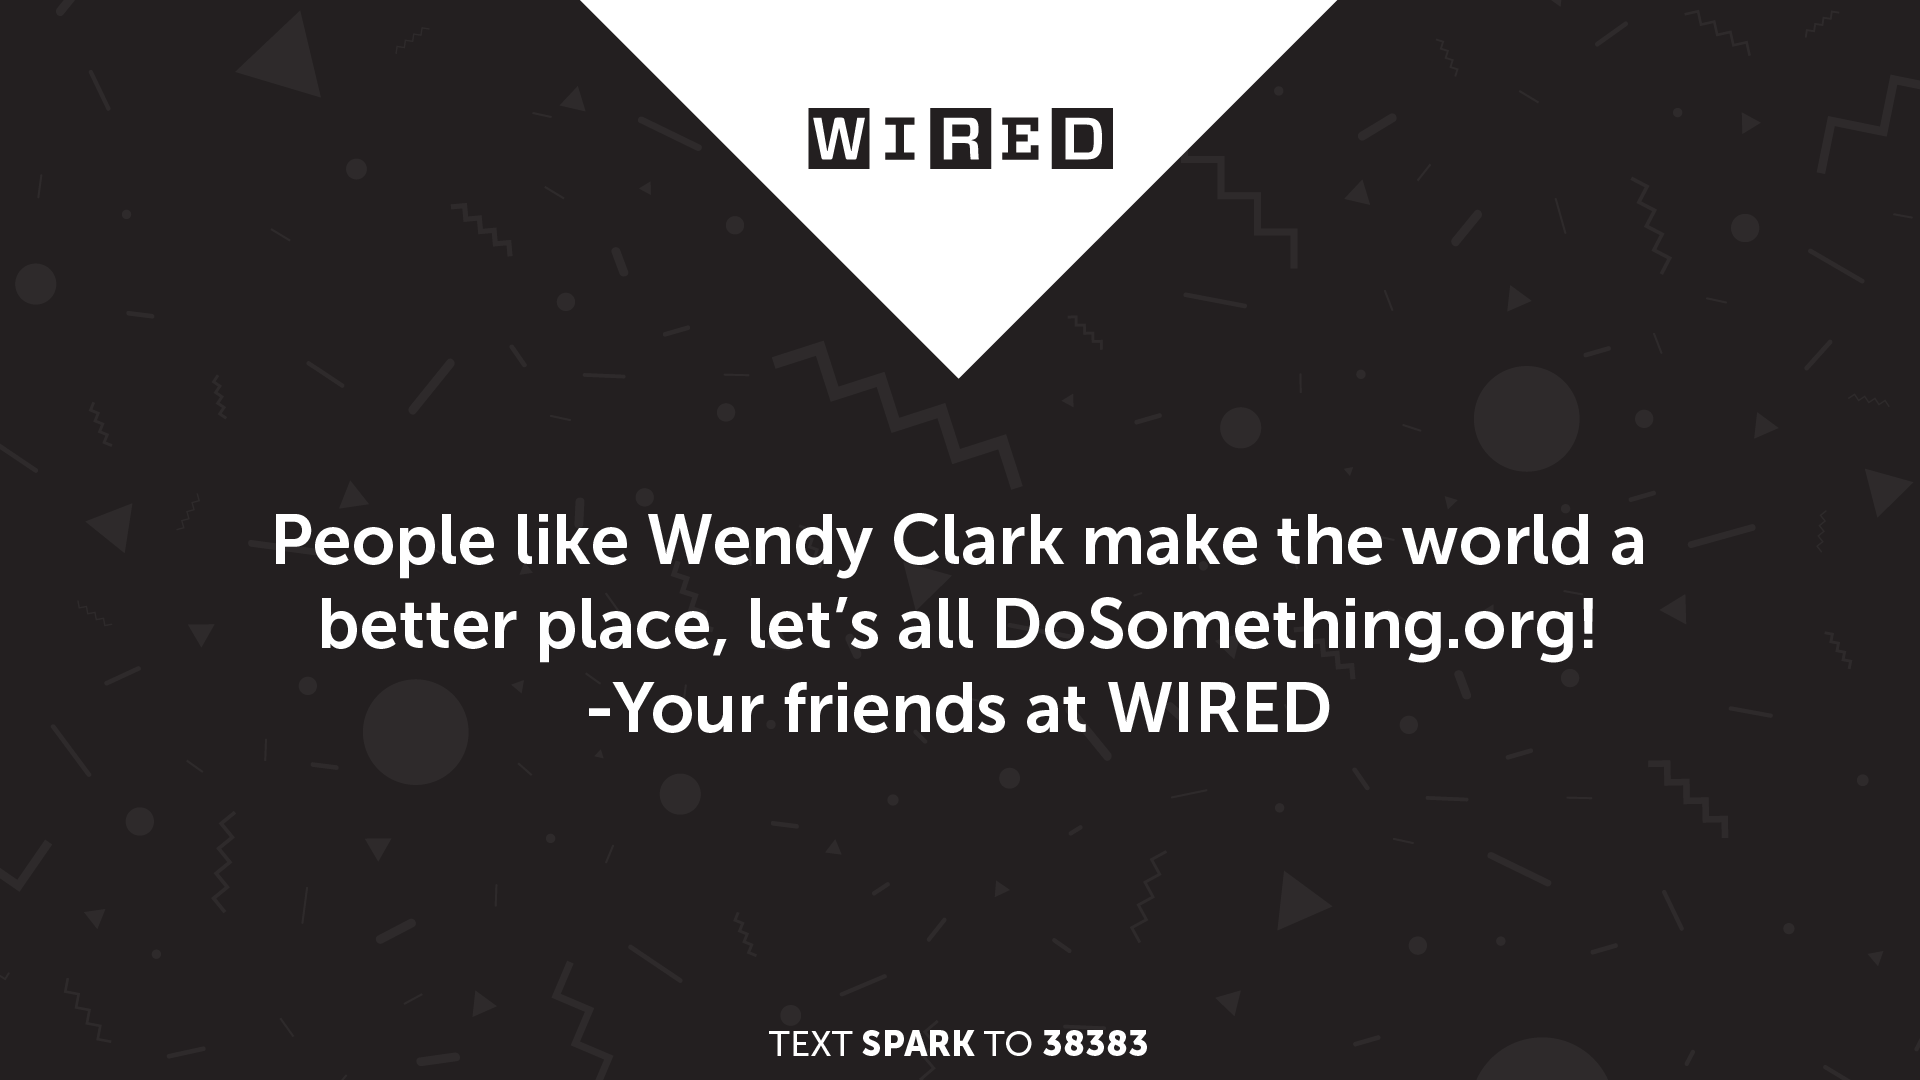 WIRED
People like Wendy Clark make the world a
better place, let’s all DoSomething.org!
-Your friends at WIRED
TEXT SPARK TO 38383